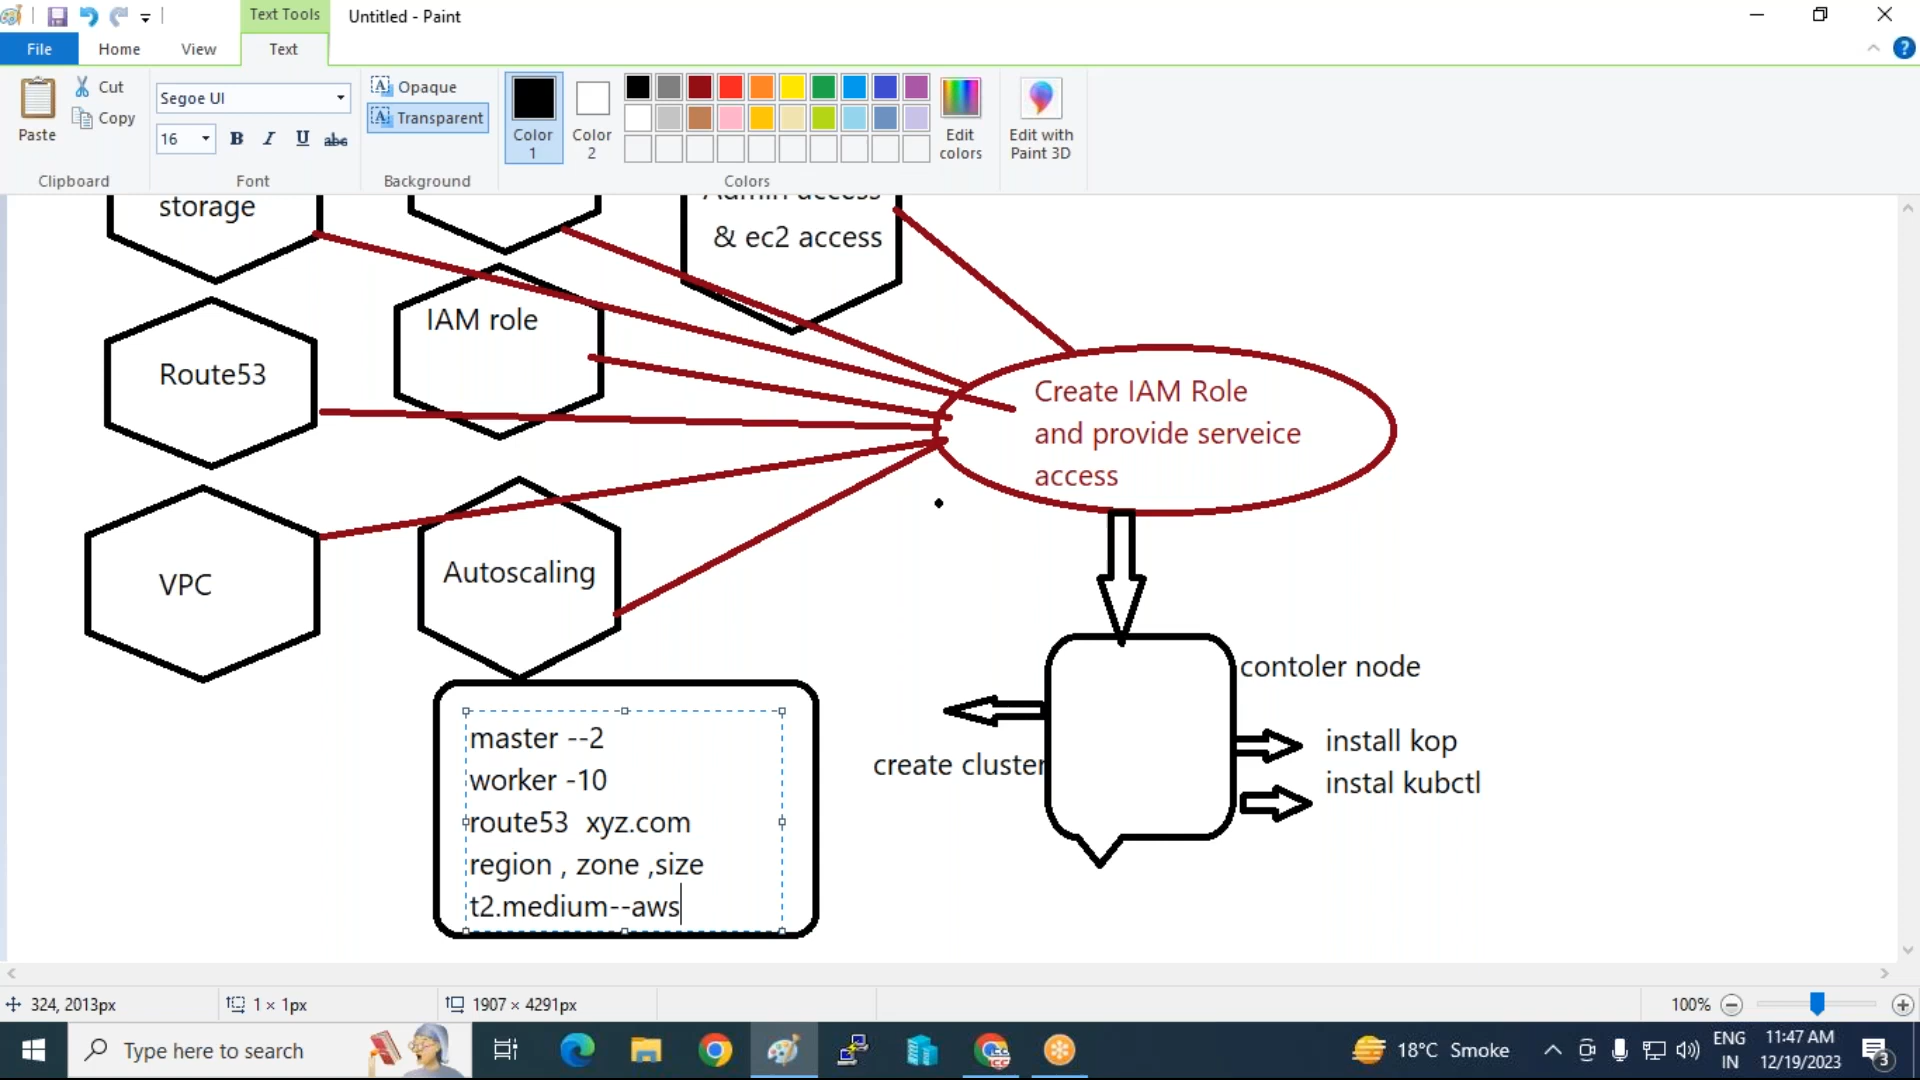 Text Tools
Untitled - Paint
File
Home
View
Text
Paste
Cut
Copy
Clipboard
Segoe UI
16
B
I
U
abc
Font
Opaque
Transparent
Background
Color 1
Color 2
Edit colors
Edit with Paint 3D
Colors
storage
Admin access
& ec2 access
Route53
IAM role
Create IAM Role
and provide serveice
access
VPC
Autoscaling
contoler node
create cluster
install kop
instal kubctl
master --2
worker -10
route53  xyz.com
region , zone ,size
t2.medium--aws
324, 2013px
1 × 1px
1907 × 4291px
100%
Type here to search
18°C Smoke
ENG
IN
11:47 AM
12/19/2023
3